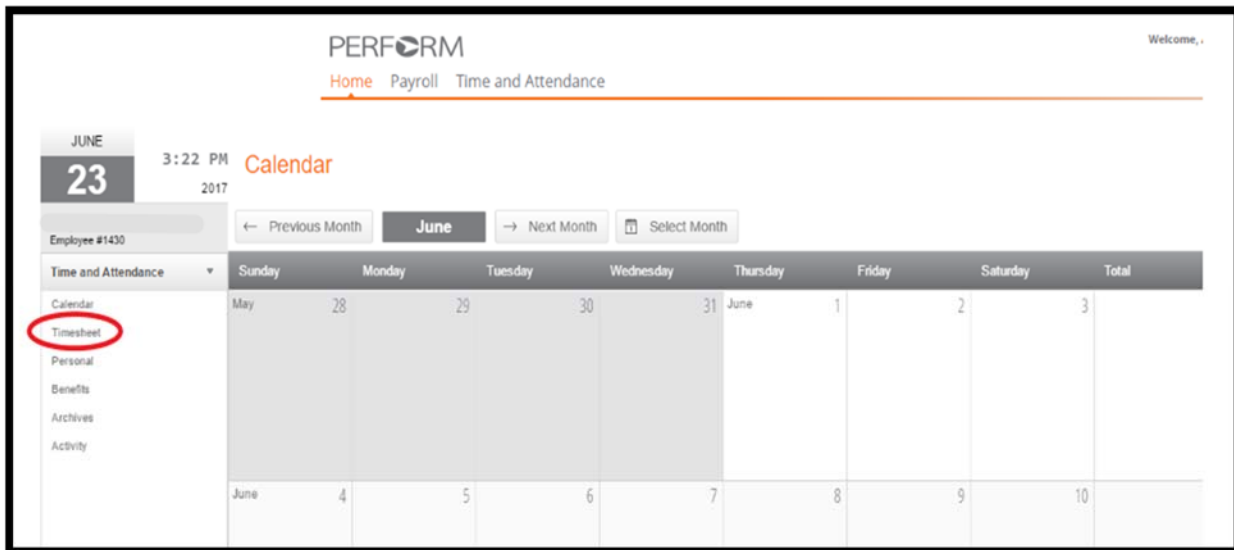 PERFORM
Welcome,
Home Payroll Time and Attendance
JUNE
23
3:22 PM
2017
Calendar
Employee #1430
← Previous Month June → Next Month Select Month
Time and Attendance
Sunday Monday Tuesday Wednesday Thursday Friday Saturday Total
Calendar
Timesheet
Personal
Benefits
Archives
Activity
May 28 29 30 31 June 1 2 3
June 4 5 6 7 8 9 10